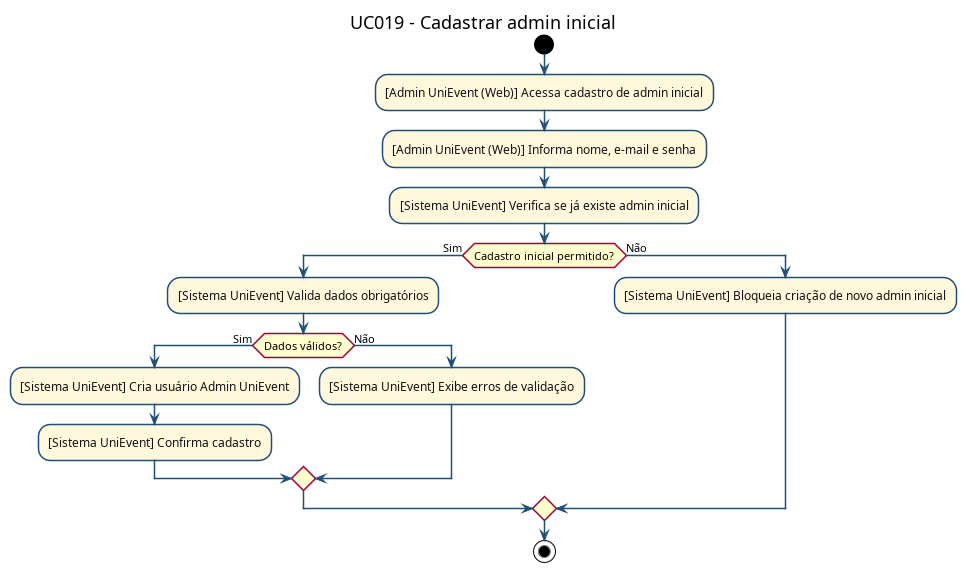 UC019 - Cadastrar admin inicial
[Admin UniEvent (Web)] Acessa cadastro de admin inicial
[Admin UniEvent (Web)] Informa nome, e-mail e senha
[Sistema UniEvent] Verifica se já existe admin inicial
Sim
Cadastro inicial permitido?
Não
[Sistema UniEvent] Valida dados obrigatórios
[Sistema UniEvent] Bloqueia criação de novo admin inicial
Sim
Dados válidos?
Não
[Sistema UniEvent] Cria usuário Admin UniEvent
[Sistema UniEvent] Exibe erros de validação
[Sistema UniEvent] Confirma cadastro